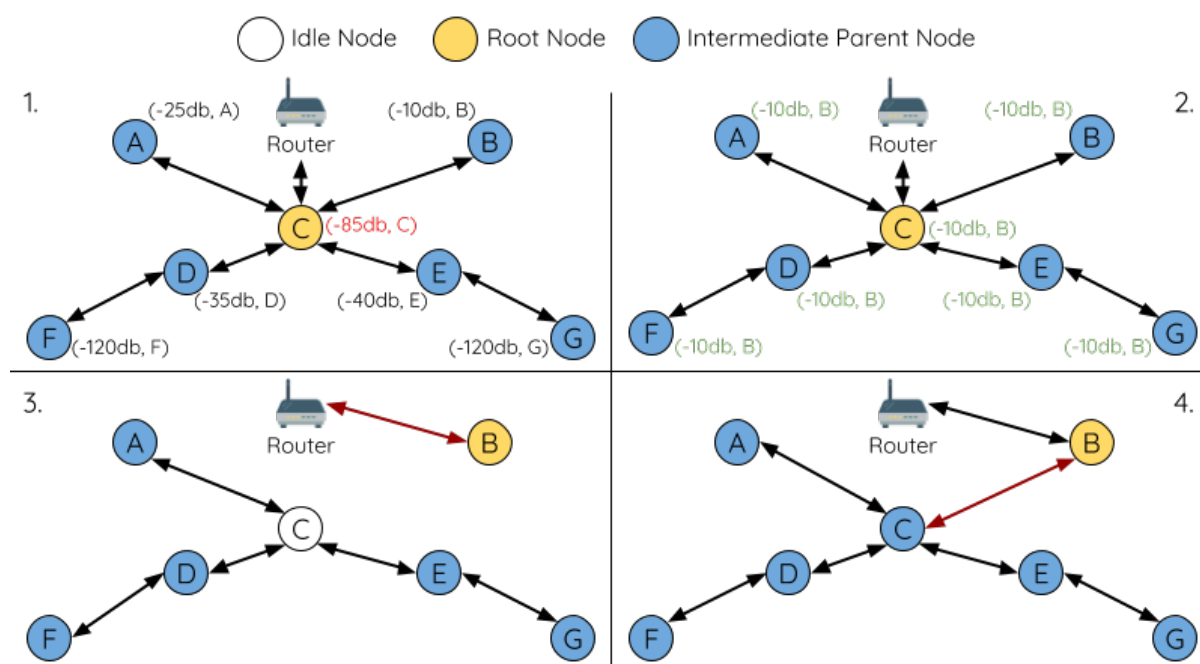 Idle Node
Root Node
Intermediate Parent Node
1.
(-25db, A)
(-10db, B)
A
B
Router
C
(-85db, C)
D
E
(-35db, D)
(-40db, E)
F
(-120db, F)
(-120db, G)
G
2.
(-10db, B)
(-10db, B)
A
B
Router
C
(-10db, B)
D
E
(-10db, B)
(-10db, B)
F
(-10db, B)
(-10db, B)
G
3.
A
Router
B
C
D
E
F
G
4.
A
Router
B
C
D
E
F
G